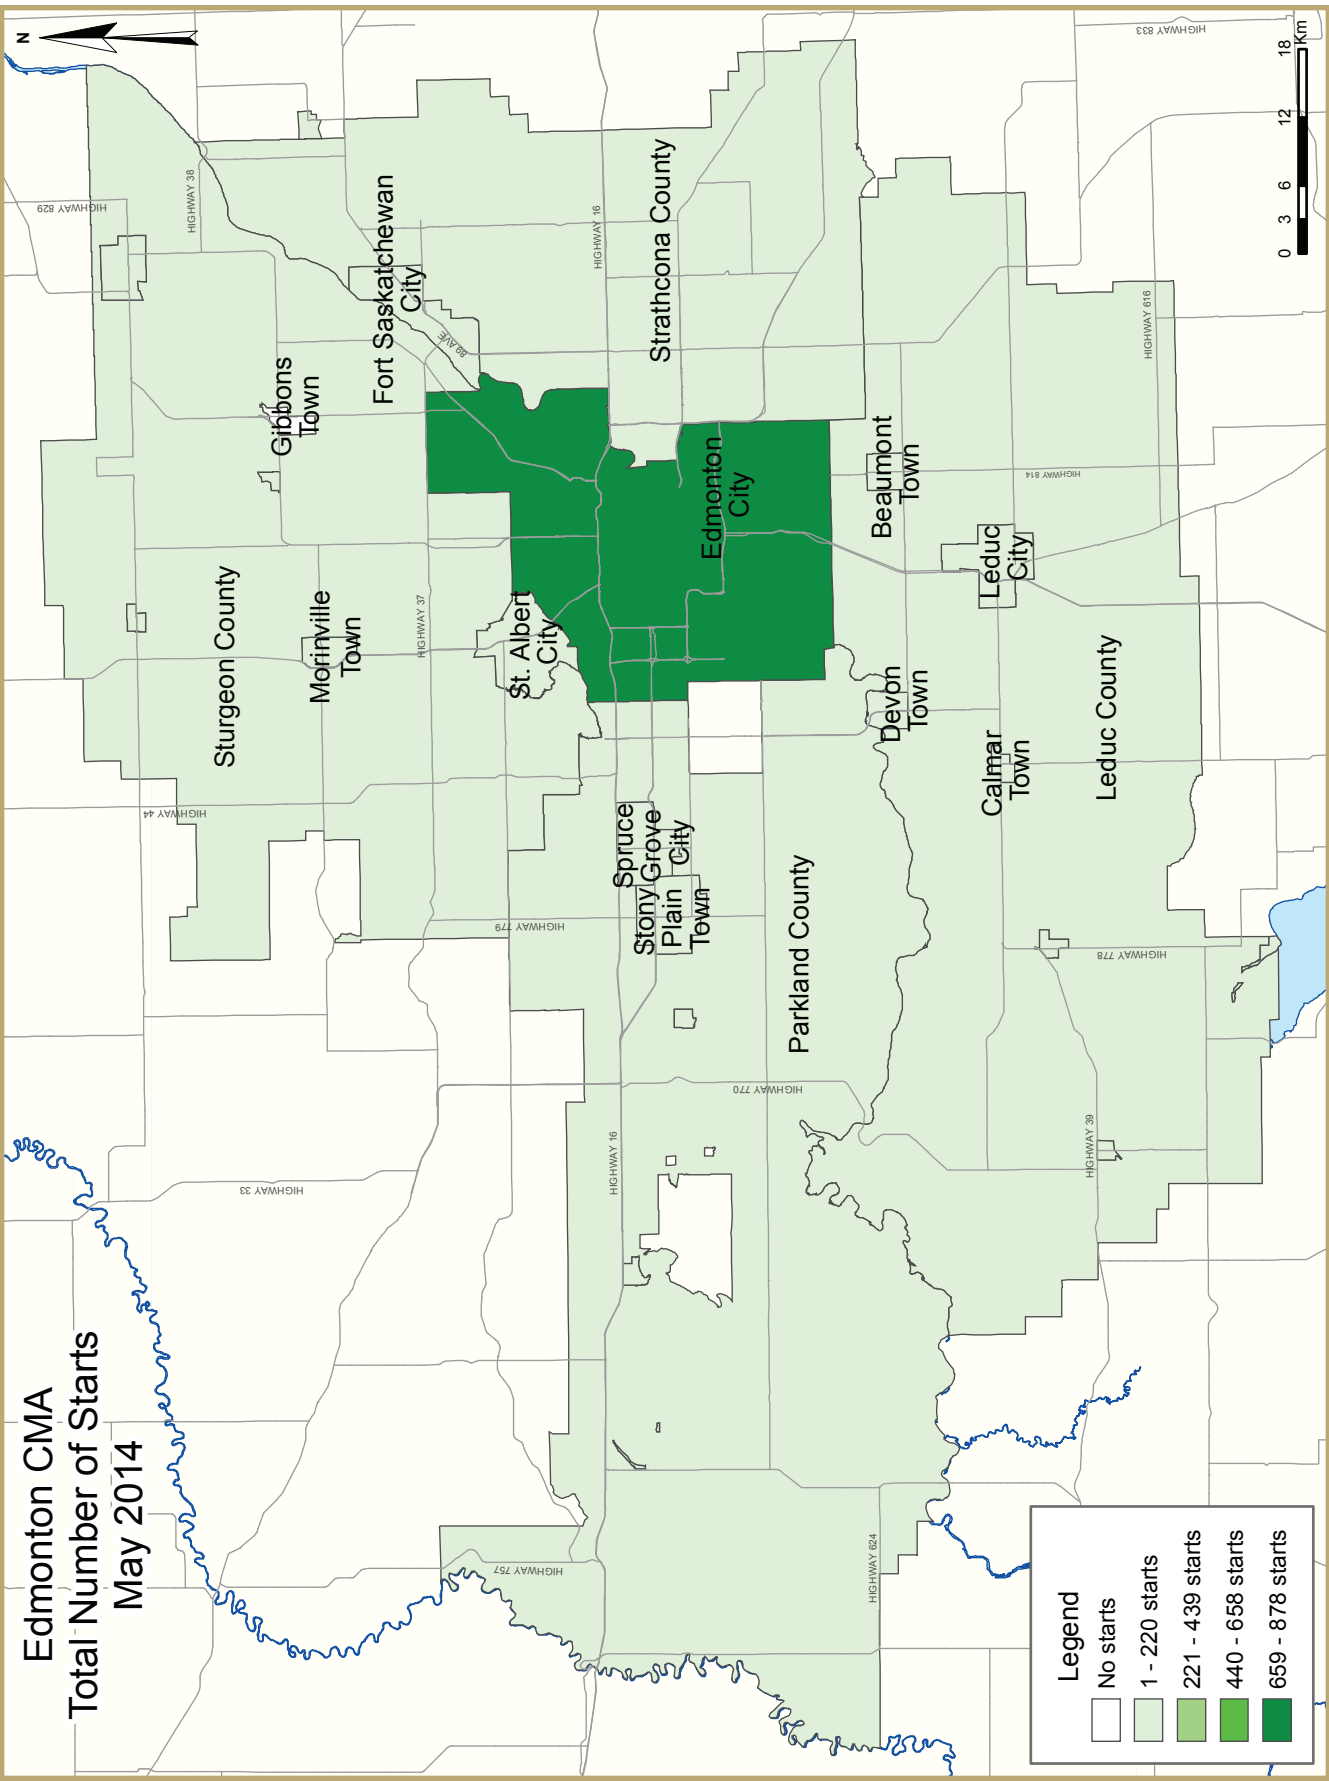 Edmonton CMA
Total Number of Starts
May 2014
N
HIGHWAY 829
HIGHWAY 38
HIGHWAY 44
HIGHWAY 33
HIGHWAY 37
HIGHWAY 779
HIGHWAY 757
HIGHWAY 16
HIGHWAY 16
HIGHWAY 770
HIGHWAY 624
HIGHWAY 39
HIGHWAY 778
HIGHWAY 814
HIGHWAY 616
HIGHWAY 833
89 AVE
Sturgeon County
Morinville
Town
Gibbons
Town
Fort Saskatchewan
City
St. Albert
City
Strathcona County
Edmonton
City
Spruce
Grove
City
Stony
Plain
Town
Parkland County
Devon
Town
Beaumont
Town
Leduc
City
Calmar
Town
Leduc County
Legend
No starts
1 - 220 starts
221 - 439 starts
440 - 658 starts
659 - 878 starts
0 3 6 12 18
Km